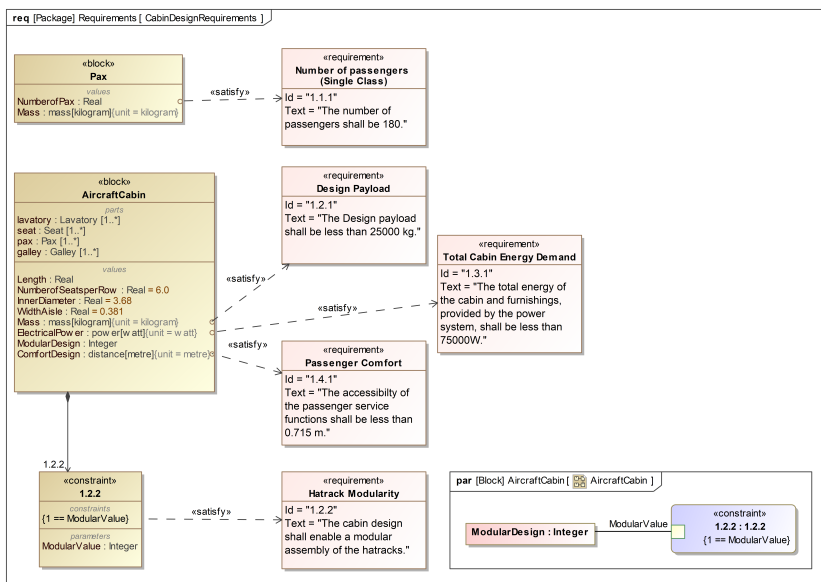 req [Package] Requirements [ CabinDesignRequirements ]
«block»
Pax
values
NumberofPax : Real
Mass : mass[kilogram]{unit = kilogram}
«satisfy»
«requirement»
Number of passengers
(Single Class)
Id = "1.1.1"
Text = "The number of
passengers shall be 180."
«block»
AircraftCabin
parts
lavatory : Lavatory [1..*]
seat : Seat [1..*]
pax : Pax [1..*]
galley : Galley [1..*]
values
Length : Real
NumberofSeatsperRow : Real = 6.0
InnerDiameter : Real = 3.68
WidthAisle : Real = 0.381
Mass : mass[kilogram]{unit = kilogram}
ElectricalPower : power[watt]{unit = watt}
ModularDesign : Integer
ComfortDesign : distance[metre]{unit = metre}
«satisfy»
«requirement»
Design Payload
Id = "1.2.1"
Text = "The Design payload
shall be less than 25000 kg."
«satisfy»
«requirement»
Total Cabin Energy Demand
Id = "1.3.1"
Text = "The total energy of
the cabin and furnishings,
provided by the power
system, shall be less than
75000W."
«satisfy»
«requirement»
Passenger Comfort
Id = "1.4.1"
Text = "The accessibilty of
the passenger service
functions shall be less than
0.715 m."
1.2.2
«constraint»
1.2.2
constraints
{1 == ModularValue}
parameters
ModularValue : Integer
«satisfy»
«requirement»
Hatrack Modularity
Id = "1.2.2"
Text = "The cabin design
shall enable a modular
assembly of the hatracks."
par [Block] AircraftCabin [ AircraftCabin ]
ModularDesign : Integer
ModularValue
«constraint»
1.2.2 : 1.2.2
{1 == ModularValue}